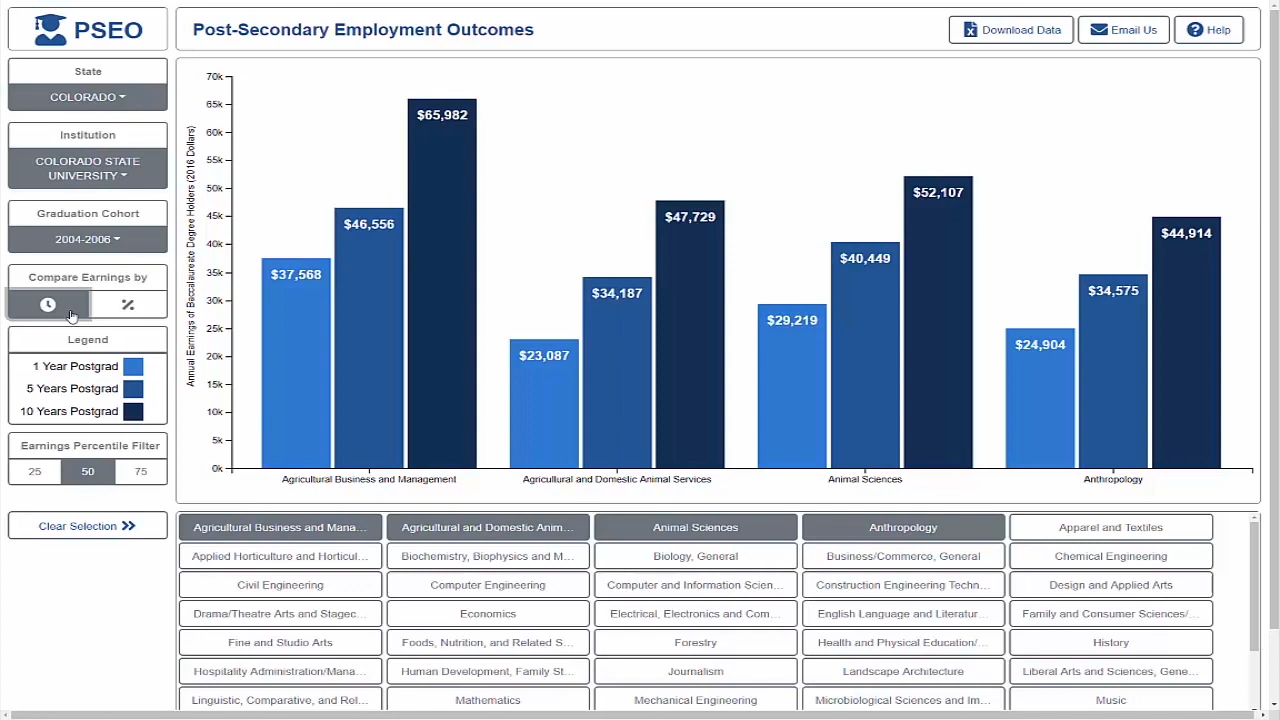 PSEO
Post-Secondary Employment Outcomes
Download Data
Email Us
Help
State
COLORADO
Institution
COLORADO STATE
UNIVERSITY
Graduation Cohort
2004-2006
Compare Earnings by
Legend
1 Year Postgrad
5 Years Postgrad
10 Years Postgrad
Earnings Percentile Filter
25 50 75
Clear Selection
Annual Earnings of Baccalaureate Degree Holders (2016 Dollars)
70k
65k
60k
55k
50k
45k
40k
35k
30k
25k
20k
15k
10k
5k
0k
$37,568
$46,556
$65,982
$23,087
$34,187
$47,729
$29,219
$40,449
$52,107
$24,904
$34,575
$44,914
Agricultural Business and Management
Agricultural and Domestic Animal Services
Animal Sciences
Anthropology
Agricultural Business and Mana...
Agricultural and Domestic Anim...
Animal Sciences
Anthropology
Apparel and Textiles
Applied Horticulture and Horticul...
Biochemistry, Biophysics and M...
Biology, General
Business/Commerce, General
Chemical Engineering
Civil Engineering
Computer Engineering
Computer and Information Scien...
Construction Engineering Techn...
Design and Applied Arts
Drama/Theatre Arts and Stagec...
Economics
Electrical, Electronics and Com...
English Language and Literatur...
Family and Consumer Sciences/...
Fine and Studio Arts
Foods, Nutrition, and Related S...
Forestry
Health and Physical Education/...
History
Hospitality Administration/Mana...
Human Development, Family St...
Journalism
Landscape Architecture
Liberal Arts and Sciences, Gene...
Linguistic, Comparative, and Rel...
Mathematics
Mechanical Engineering
Microbiological Sciences and Im...
Music